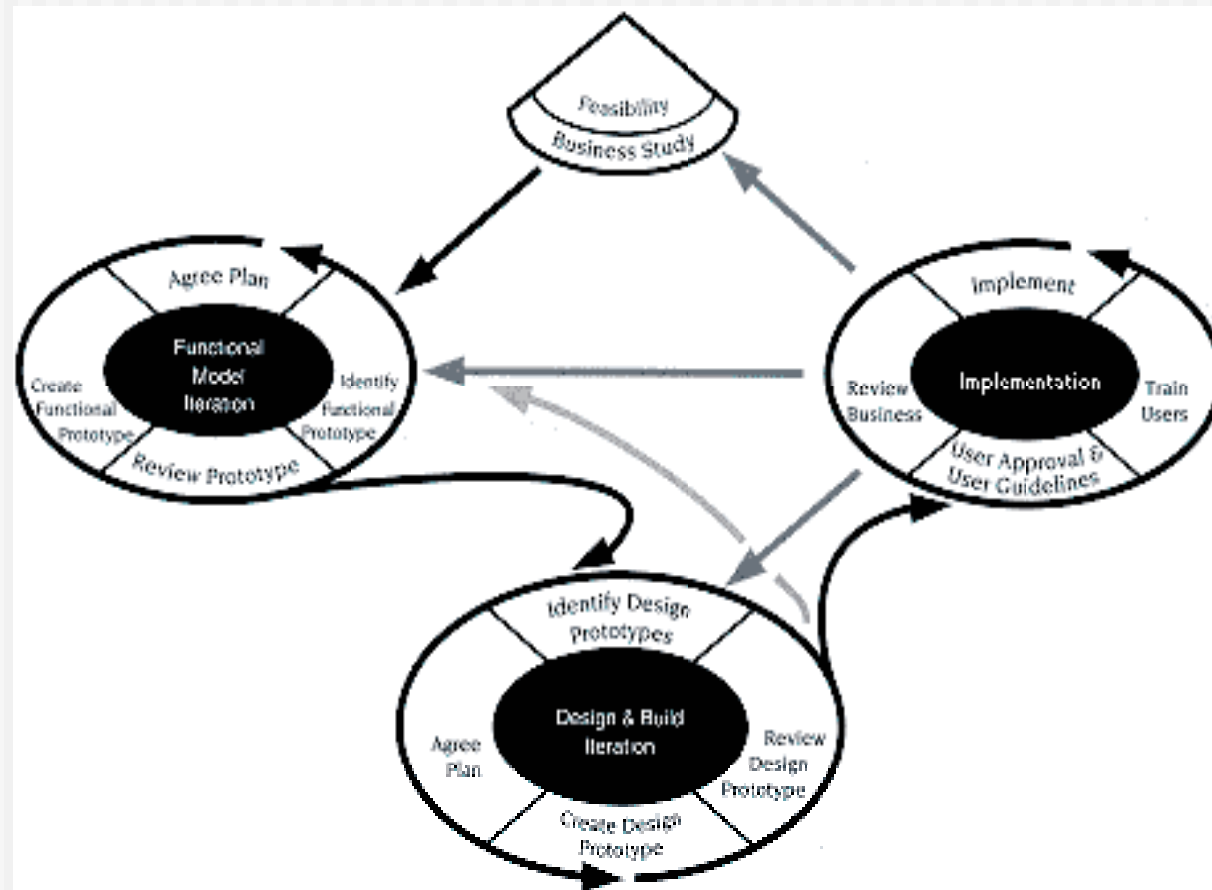 Feasibility
Business Study
Agree Plan
Functional
Model
Iteration
Create
Functional
Prototype
Identify
Functional
Prototype
Review Prototype
Implement
Implementation
Review
Business
Train
Users
User Approval &
User Guidelines
Identify Design
Prototypes
Design & Build
Iteration
Agree
Plan
Review
Design
Prototype
Create Design
Prototype